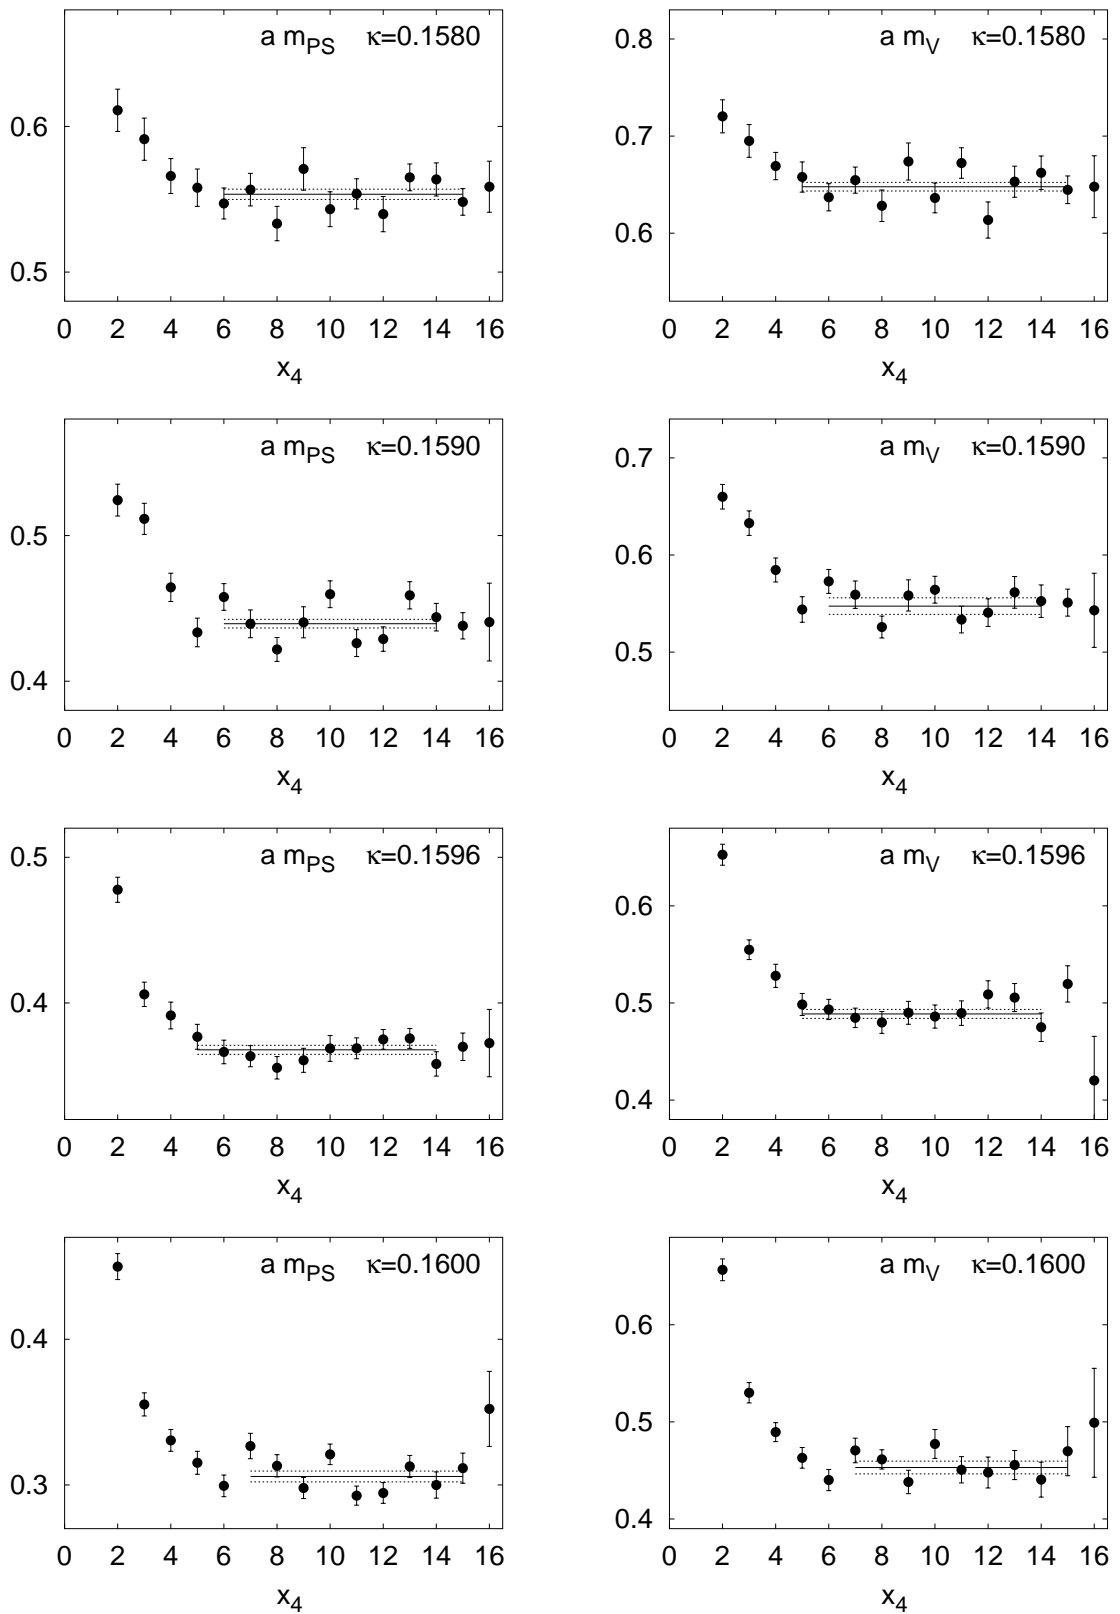 a m_PS κ=0.1580
0.6
0.5
0 2 4 6 8 10 12 14 16
x_4
a m_V κ=0.1580
0.8
0.7
0.6
0 2 4 6 8 10 12 14 16
x_4
a m_PS κ=0.1590
0.5
0.4
0 2 4 6 8 10 12 14 16
x_4
a m_V κ=0.1590
0.7
0.6
0.5
0 2 4 6 8 10 12 14 16
x_4
a m_PS κ=0.1596
0.5
0.4
0 2 4 6 8 10 12 14 16
x_4
a m_V κ=0.1596
0.6
0.5
0.4
0 2 4 6 8 10 12 14 16
x_4
a m_PS κ=0.1600
0.4
0.3
0 2 4 6 8 10 12 14 16
x_4
a m_V κ=0.1600
0.6
0.5
0.4
0 2 4 6 8 10 12 14 16
x_4